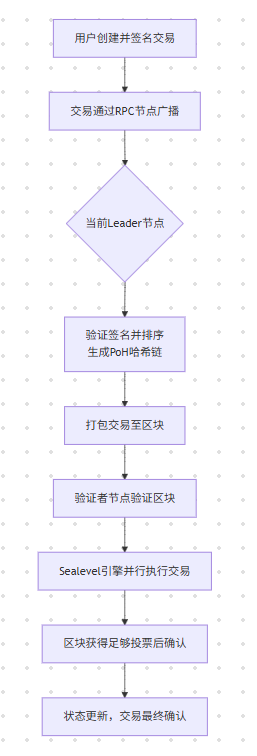 用户创建并签名交易
交易通过RPC节点广播
当前Leader节点
验证签名并排序
生成PoH哈希链
打包交易至区块
验证者节点验证区块
Sealevel引擎并行执行交易
区块获得足够投票后确认
状态更新，交易最终确认